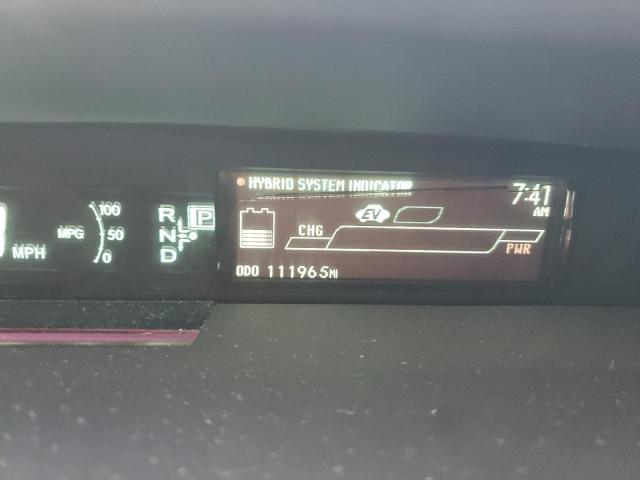 HYBRID SYSTEM INDICATOR
7:41
AM
100
R P
EV
MPG 50
N
CHG
MPH
0
D
PWR
ODO 111965MI